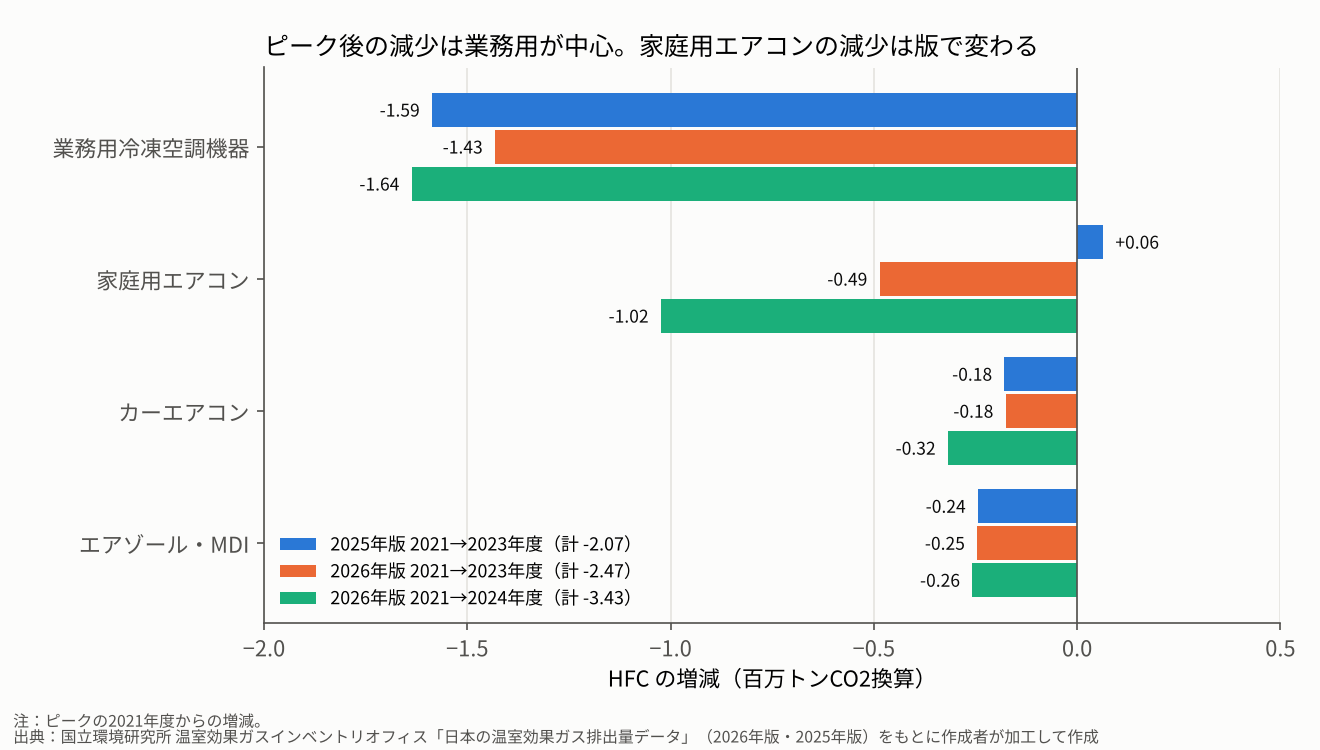 ピーク後の減少は業務用が中心。家庭用エアコンの減少は版で変わる
業務用冷凍空調機器
-1.59
-1.43
-1.64
家庭用エアコン
+0.06
-0.49
-1.02
カーエアコン
-0.18
-0.18
-0.32
エアゾール・MDI
-0.24
-0.25
-0.26
2025年版 2021→2023年度（計 -2.07）
2026年版 2021→2023年度（計 -2.47）
2026年版 2021→2024年度（計 -3.43）
−2.0 −1.5 −1.0 −0.5 0.0 0.5
HFC の増減（百万トンCO2換算）
注：ピークの2021年度からの増減。
出典：国立環境研究所 温室効果ガスインベントリオフィス「日本の温室効果ガス排出量データ」（2026年版・2025年版）をもとに作成者が加工して作成